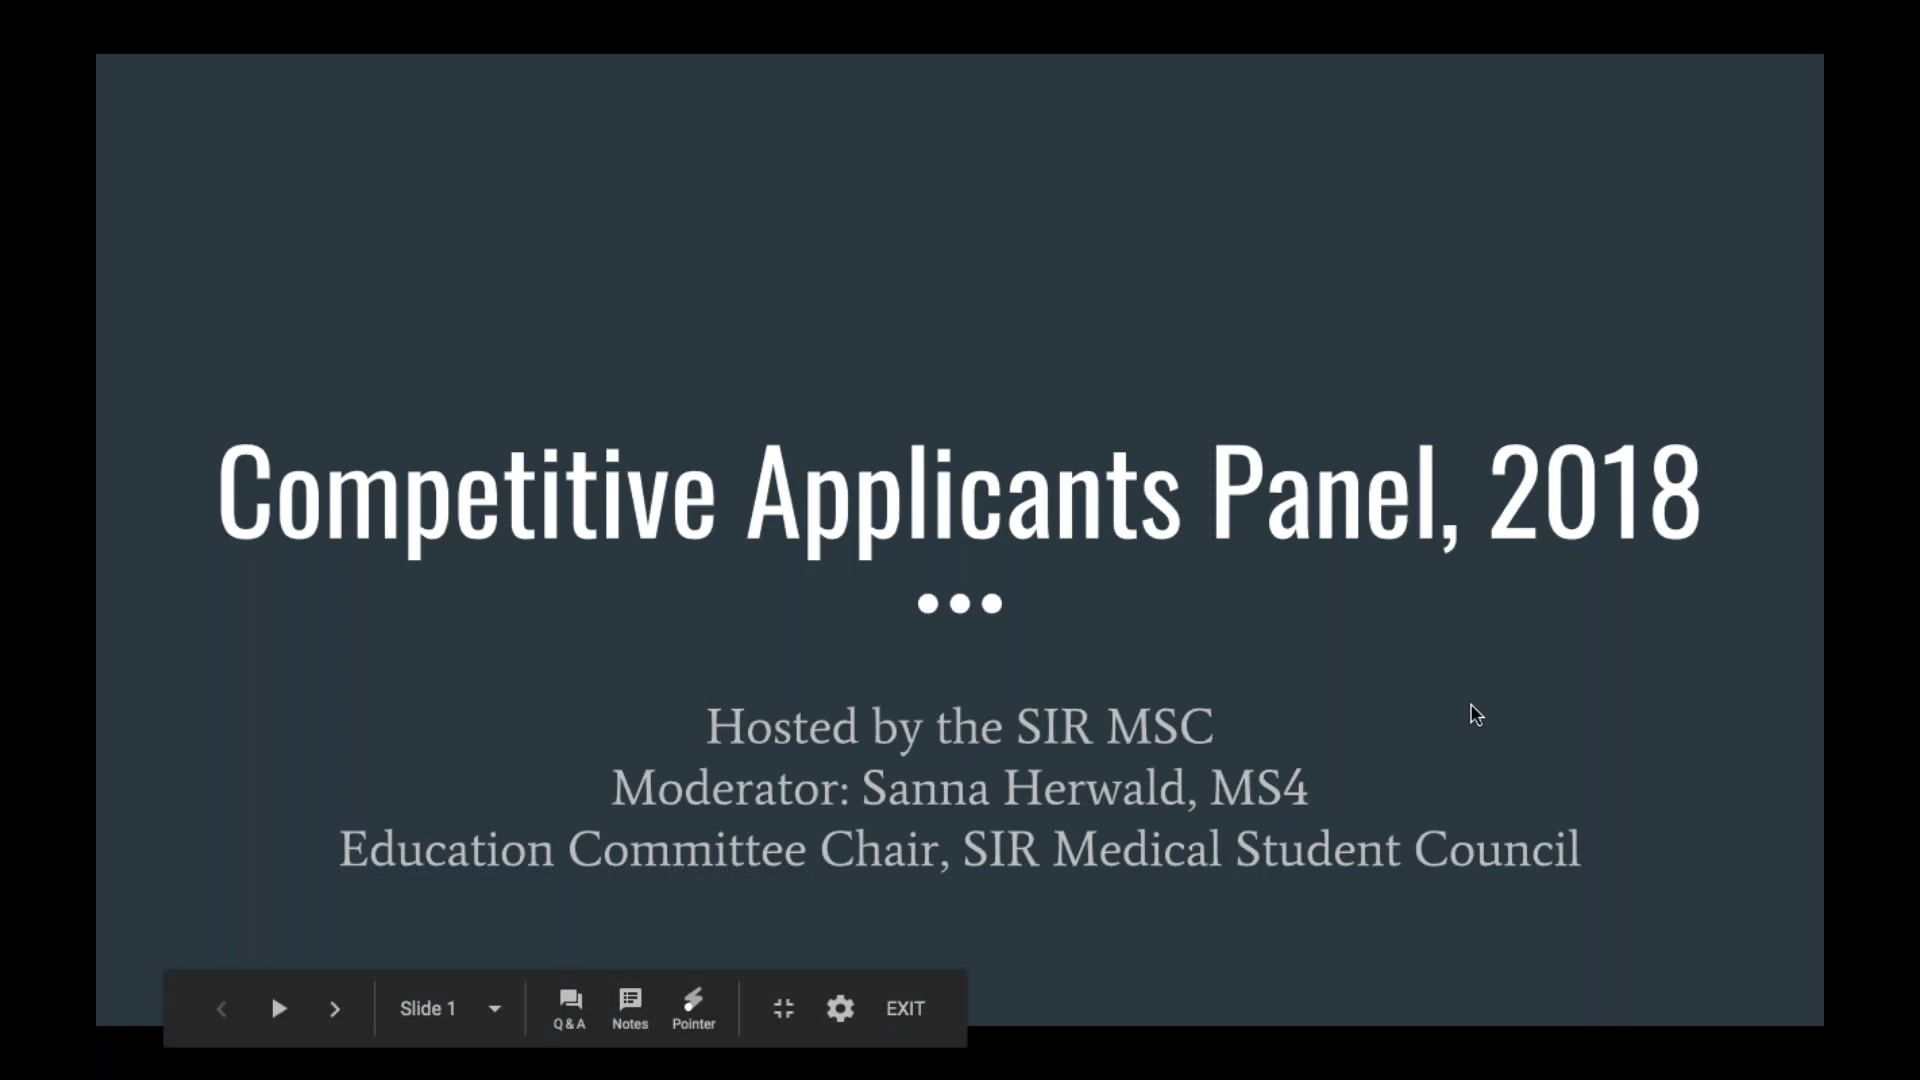 Competitive Applicants Panel, 2018
Hosted by the SIR MSC
Moderator: Sanna Herwald, MS4
Education Committee Chair, SIR Medical Student Council
Slide 1
Q & A
Notes
Pointer
EXIT